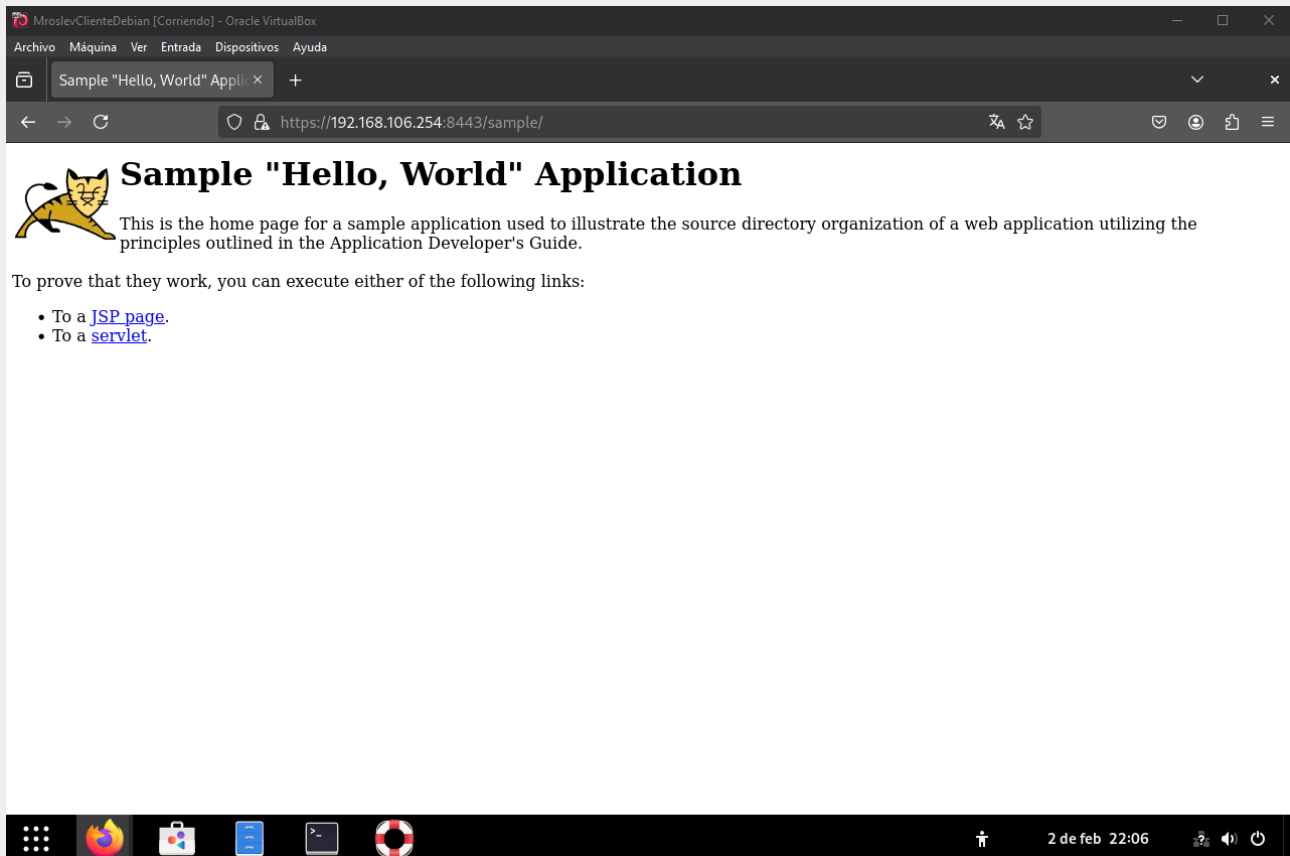 MroslevClienteDebian [Corriendo] - Oracle VirtualBox
Archivo Máquina Ver Entrada Dispositivos Ayuda
Sample "Hello, World" Applic
https://192.168.106.254:8443/sample/
Sample "Hello, World" Application
This is the home page for a sample application used to illustrate the source directory organization of a web application utilizing the
principles outlined in the Application Developer's Guide.
To prove that they work, you can execute either of the following links:
• To a JSP page.
• To a servlet.
2 de feb 22:06